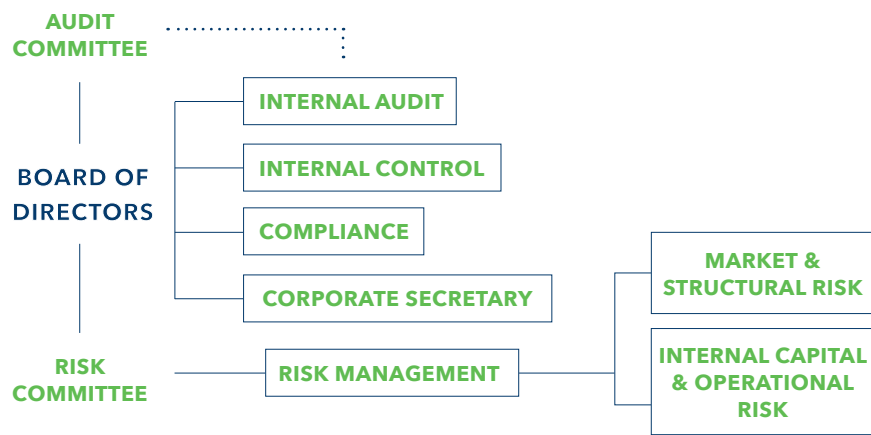 AUDIT
COMMITTEE
INTERNAL AUDIT
INTERNAL CONTROL
BOARD OF
DIRECTORS
COMPLIANCE
CORPORATE SECRETARY
MARKET &
STRUCTURAL RISK
RISK
COMMITTEE
RISK MANAGEMENT
INTERNAL CAPITAL
& OPERATIONAL
RISK